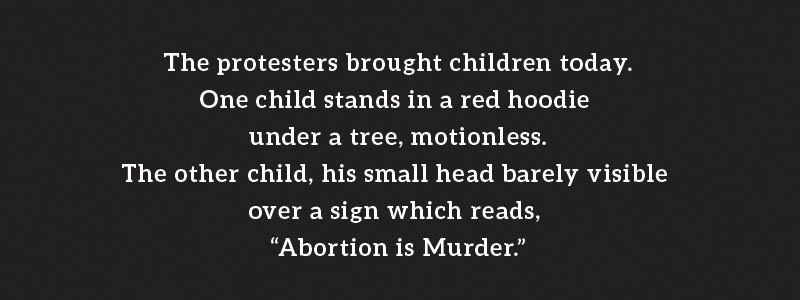 The protesters brought children today.
One child stands in a red hoodie
under a tree, motionless.
The other child, his small head barely visible
over a sign which reads,
“Abortion is Murder.”